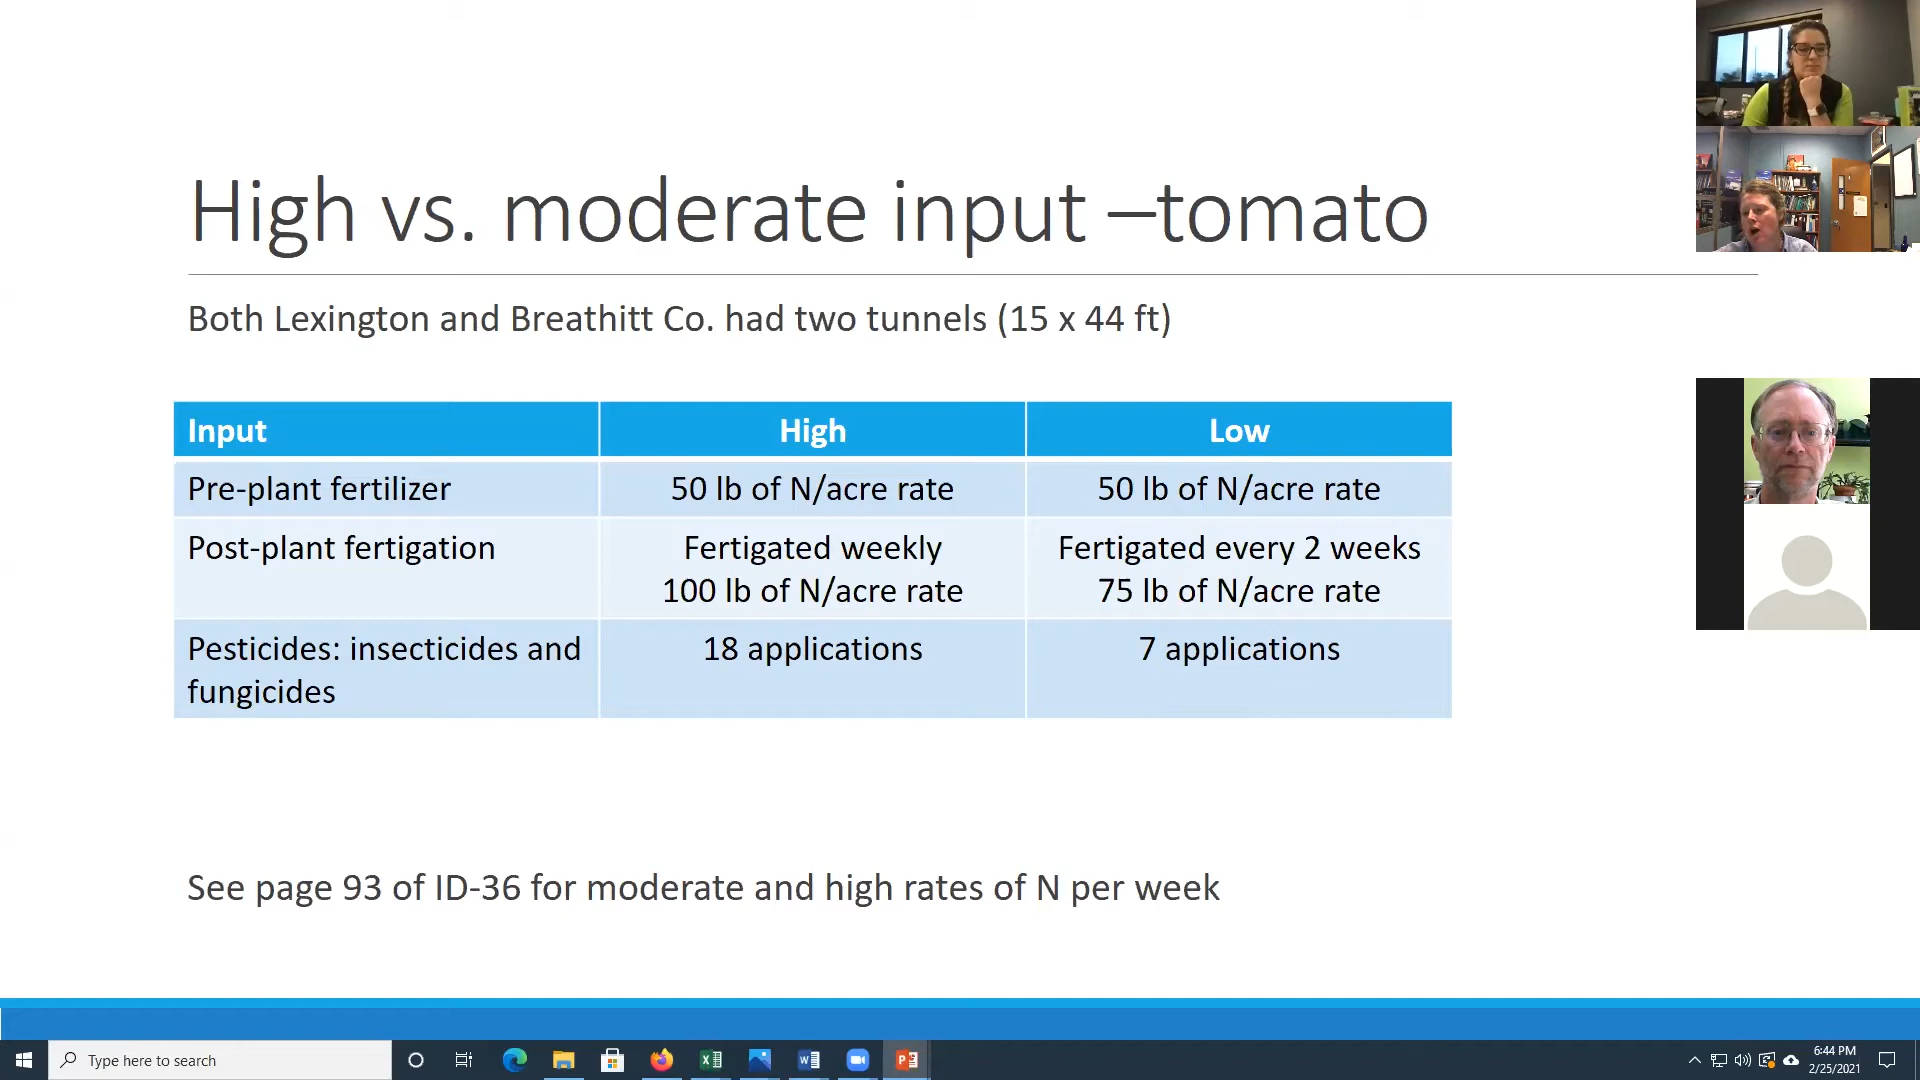 High vs. moderate input –tomato
Both Lexington and Breathitt Co. had two tunnels (15 x 44 ft)
Input High Low
Pre-plant fertilizer 50 lb of N/acre rate 50 lb of N/acre rate
Post-plant fertigation Fertigated weekly Fertigated every 2 weeks
100 lb of N/acre rate 75 lb of N/acre rate
Pesticides: insecticides and 18 applications 7 applications
fungicides
See page 93 of ID-36 for moderate and high rates of N per week
Type here to search
6:44 PM
2/25/2021